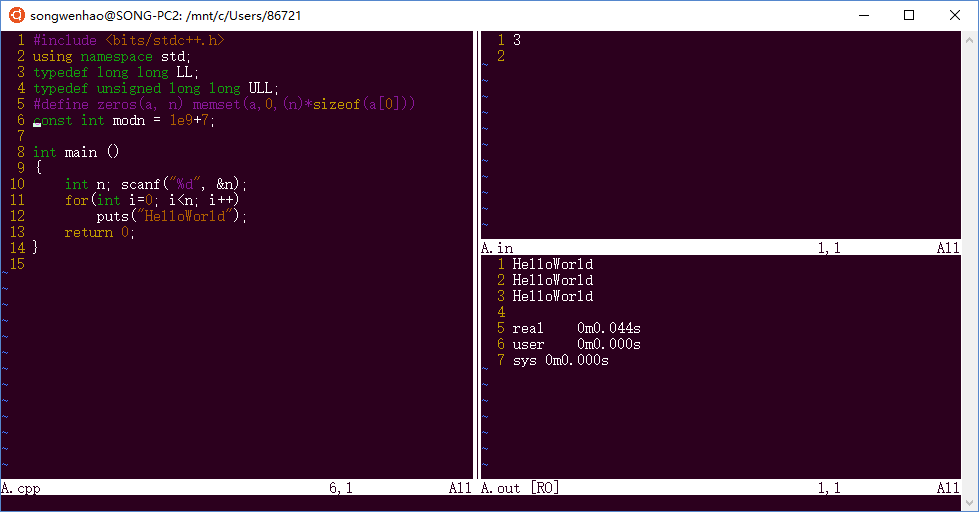 songwenhao@SONG-PC2: /mnt/c/Users/86721
1 #include <bits/stdc++.h>
2 using namespace std;
3 typedef long long LL;
4 typedef unsigned long long ULL;
5 #define zeros(a, n) memset(a,0,(n)*sizeof(a[0]))
6 const int modn = 1e9+7;
7
8 int main ()
9 {
10     int n; scanf("%d", &n);
11     for(int i=0; i<n; i++)
12         puts("HelloWorld");
13     return 0;
14 }
15
~
~
~
~
~
~
~
~
~
~
~
~
~
A.cpp 6,1 All
1 3
2
~
~
~
~
~
~
~
~
~
~
~
A.in 1,1 All
1 HelloWorld
2 HelloWorld
3 HelloWorld
4
5 real    0m0.044s
6 user    0m0.000s
7 sys 0m0.000s
~
~
~
~
~
~
~
A.out [RO] 1,1 All